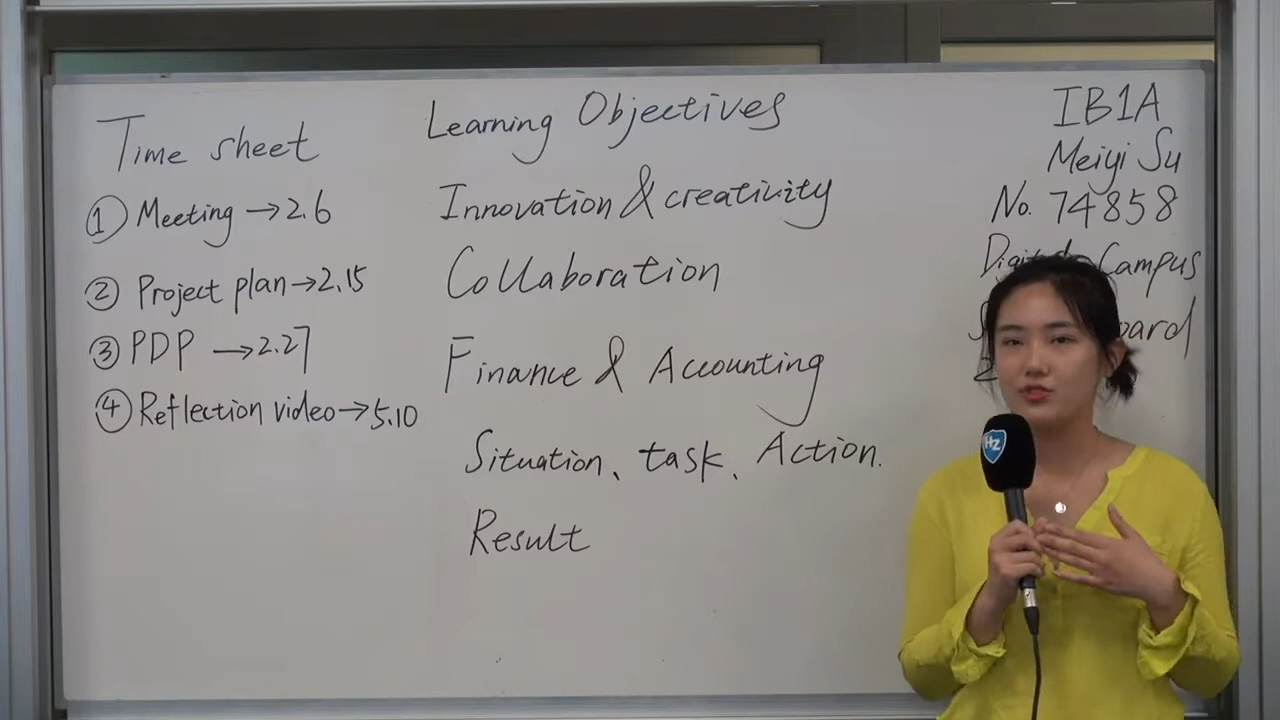 Time sheet
① Meeting →2.6
② Project plan→2.15
③ PDP →2.27
④ Reflection video→5.10
Learning Objectives
Innovation & creativity
Collaboration
Finance & Accounting
Situation、task、Action.
Result
IB1A
Meiyi Su
No. 74858
Campus
HZ